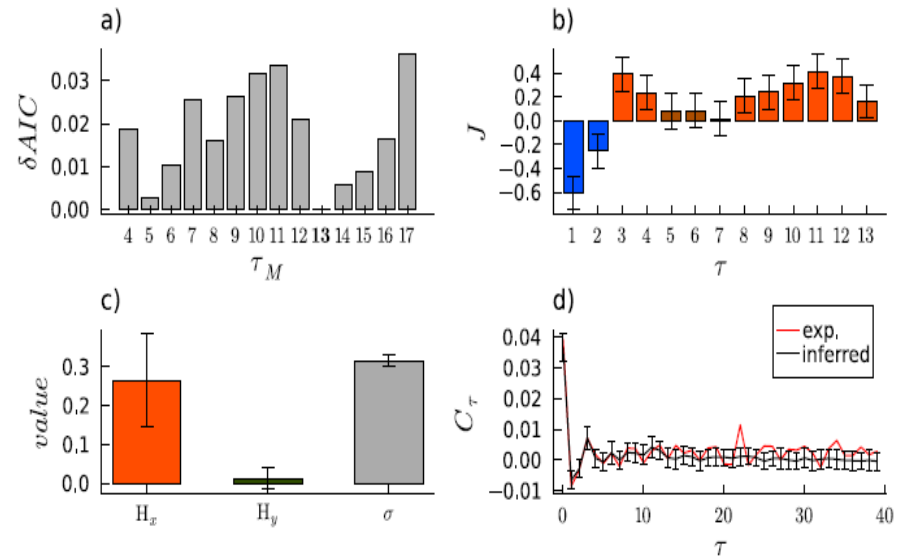 a)
δAIC
0.03
0.02
0.01
0.00
4 5 6 7 8 9 10 11 12 13 14 15 16 17
τ_M
b)
J
0.4
0.2
0.0
−0.2
−0.4
−0.6
1 2 3 4 5 6 7 8 9 10 11 12 13
τ
c)
value
0.3
0.2
0.1
0.0
H_x H_y σ
d)
C_τ
0.04
0.03
0.02
0.01
0.00
−0.01
0 10 20 30 40
τ
exp.
inferred